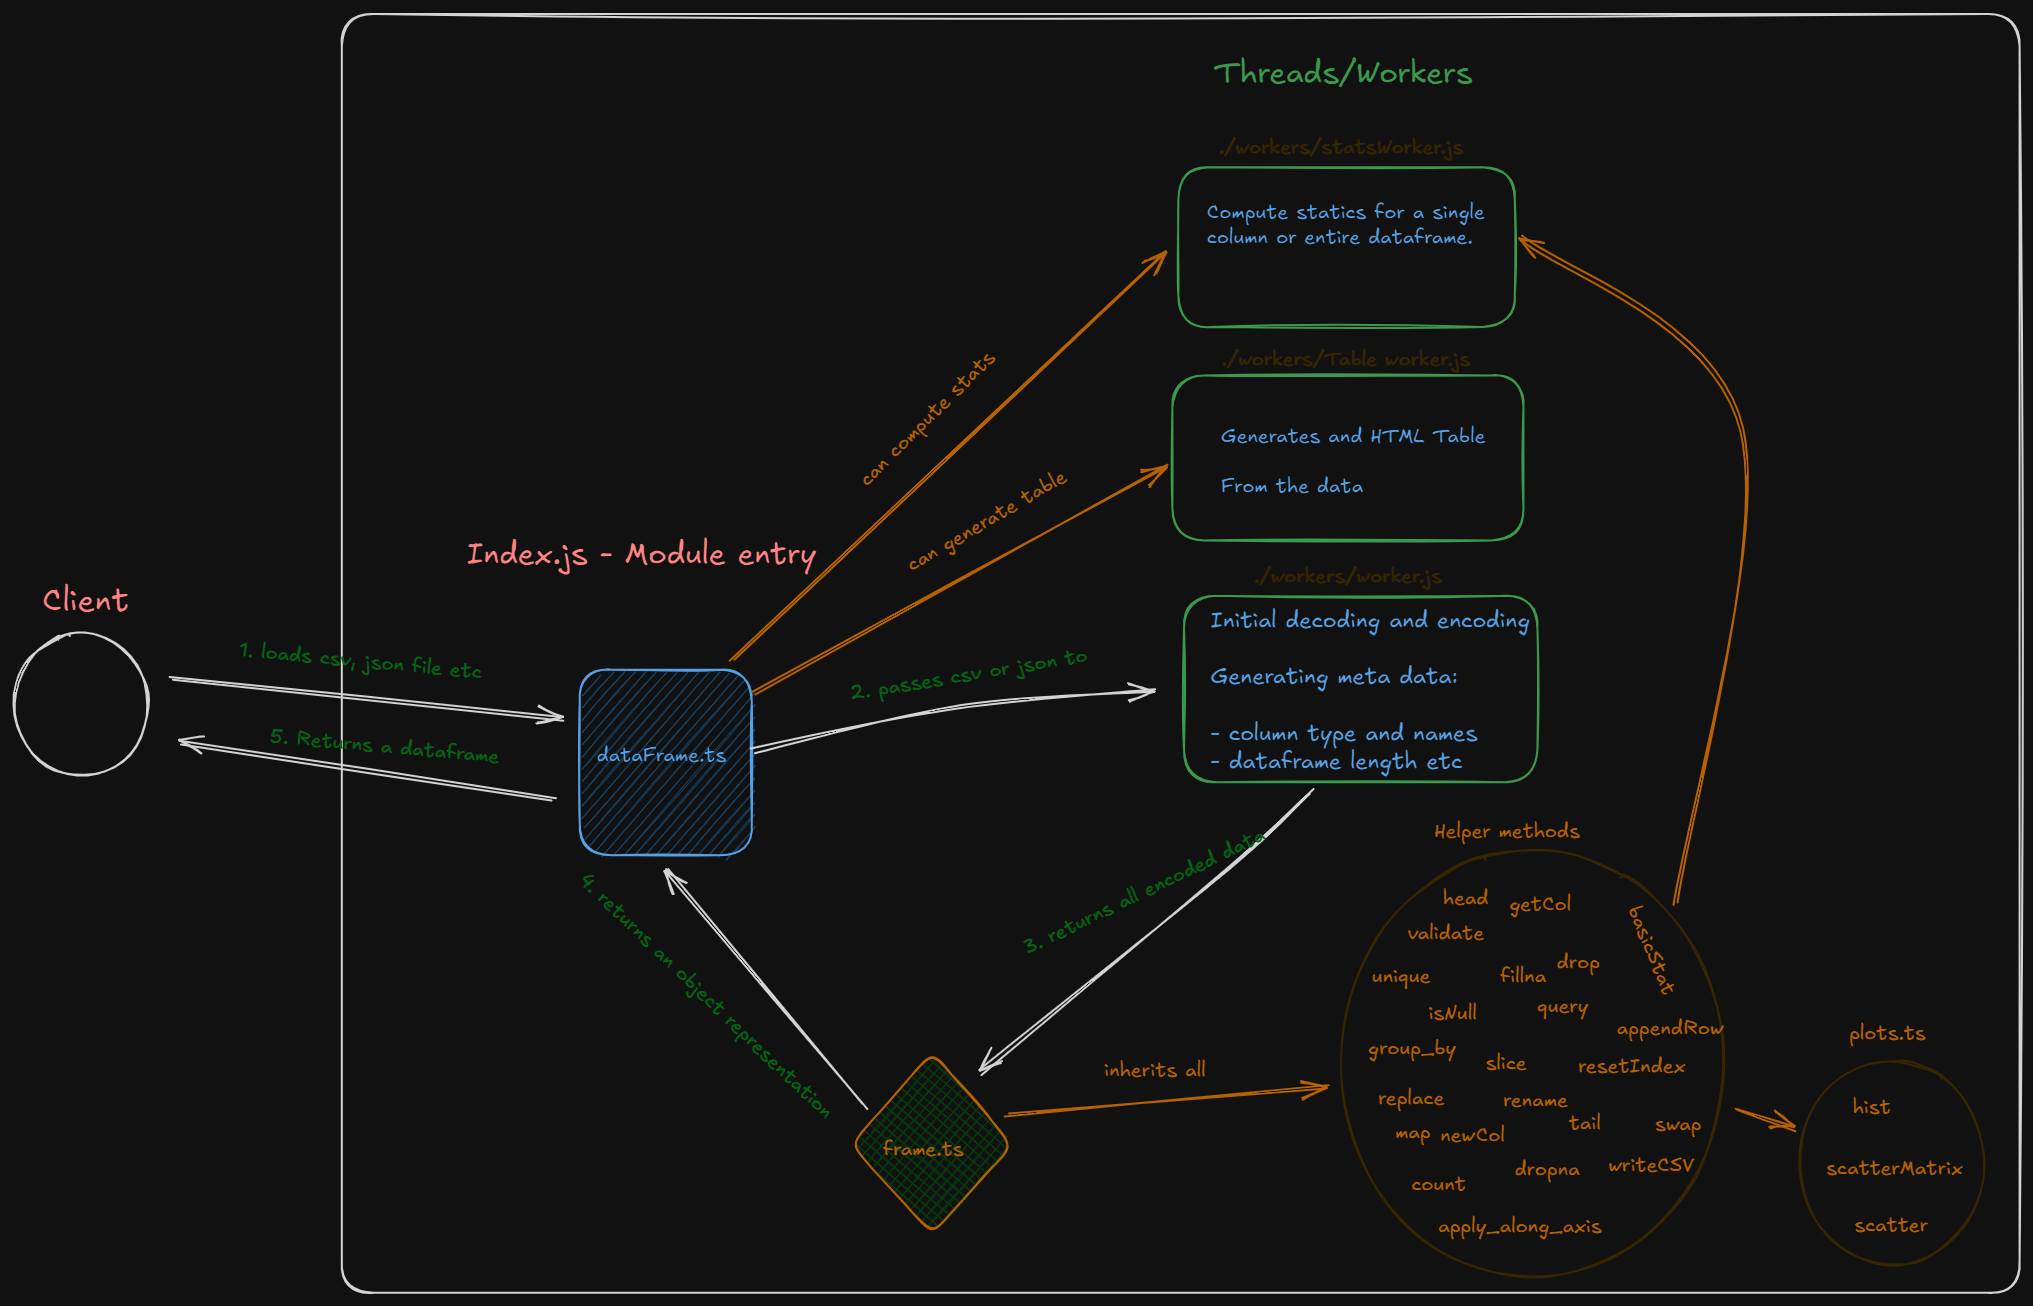 Threads/Workers
./workers/statsWorker.js
Compute statics for a single
column or entire dataframe.
can compute stats
./workers/Table worker.js
Generates and HTML Table
From the data
can generate table
Index.js - Module entry
./workers/worker.js
Initial decoding and encoding
Generating meta data:
- column type and names
- dataframe length etc
Client
1. loads csv, json file etc
2. passes csv or json to
5. Returns a dataframe
dataFrame.ts
3. returns all encoded data
4. returns an object representation
frame.ts
inherits all
Helper methods
head
getCol
basicStat
validate
unique
fillna
drop
isNull
query
appendRow
group_by
slice
resetIndex
replace
rename
map
newCol
tail
swap
dropna
writeCSV
count
apply_along_axis
plots.ts
hist
scatterMatrix
scatter